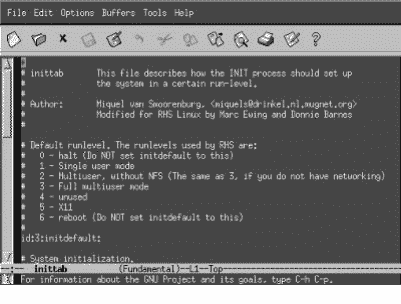 File Edit Options Buffers Tools Help
#
# inittab This file describes how the INIT process should set up
# the system in a certain run-level.
#
# Author: Miquel van Smoorenburg, <miquels@drinkel.nl.mugnet.org>
# Modified for RHS Linux by Marc Ewing and Donnie Barnes
#
# Default runlevel. The runlevels used by RHS are:
# 0 - halt (Do NOT set initdefault to this)
# 1 - Single user mode
# 2 - Multiuser, without NFS (The same as 3, if you do not have networking)
# 3 - Full multiuser mode
# 4 - unused
# 5 - X11
# 6 - reboot (Do NOT set initdefault to this)
#
id:3:initdefault:
# System initialization.
--:-- inittab (Fundamental)--L1--Top--
For information about the GNU Project and its goals, type C-h C-p.